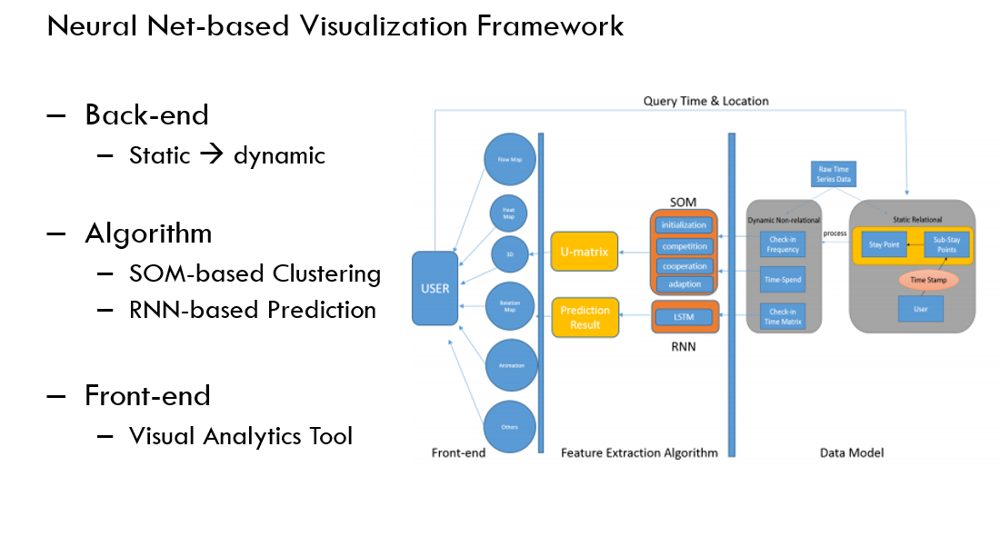 Neural Net-based Visualization Framework
– Back-end
– Static → dynamic
– Algorithm
– SOM-based Clustering
– RNN-based Prediction
– Front-end
– Visual Analytics Tool
Query Time & Location
USER
Flow Map
Heat
Map
3D
Relation
Map
Animation
Others
Front-end
U-matrix
Prediction
Result
SOM
initialization
competition
cooperation
adaption
LSTM
RNN
Feature Extraction Algorithm
Raw Time
Series Data
Dynamic Non-relational
Check-in
Frequency
Time-Spend
Check-in
Time Matrix
process
Static Relational
Stay Point
Sub-Stay
Points
Time Stamp
User
Data Model